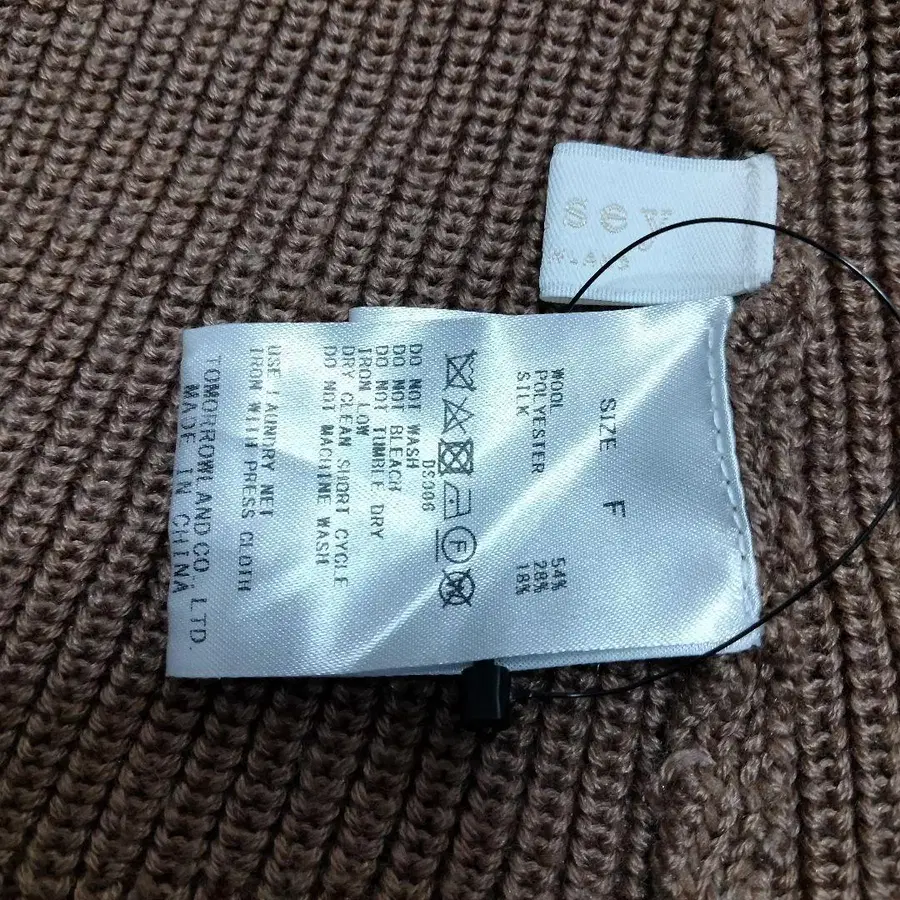 SIZE F
WOOL 54%
POLYESTER 28%
SILK 18%
F
DS006
DO NOT WASH
DO NOT BLEACH
DO NOT TUMBLE DRY
IRON LOW
DRY CLEAN SHORT CYCLE
DO NOT MACHINE WASH
USE LAUNDRY NET
IRON WITH PRESS CLOTH
TOMORROWLAND CO., LTD.
MADE IN CHINA